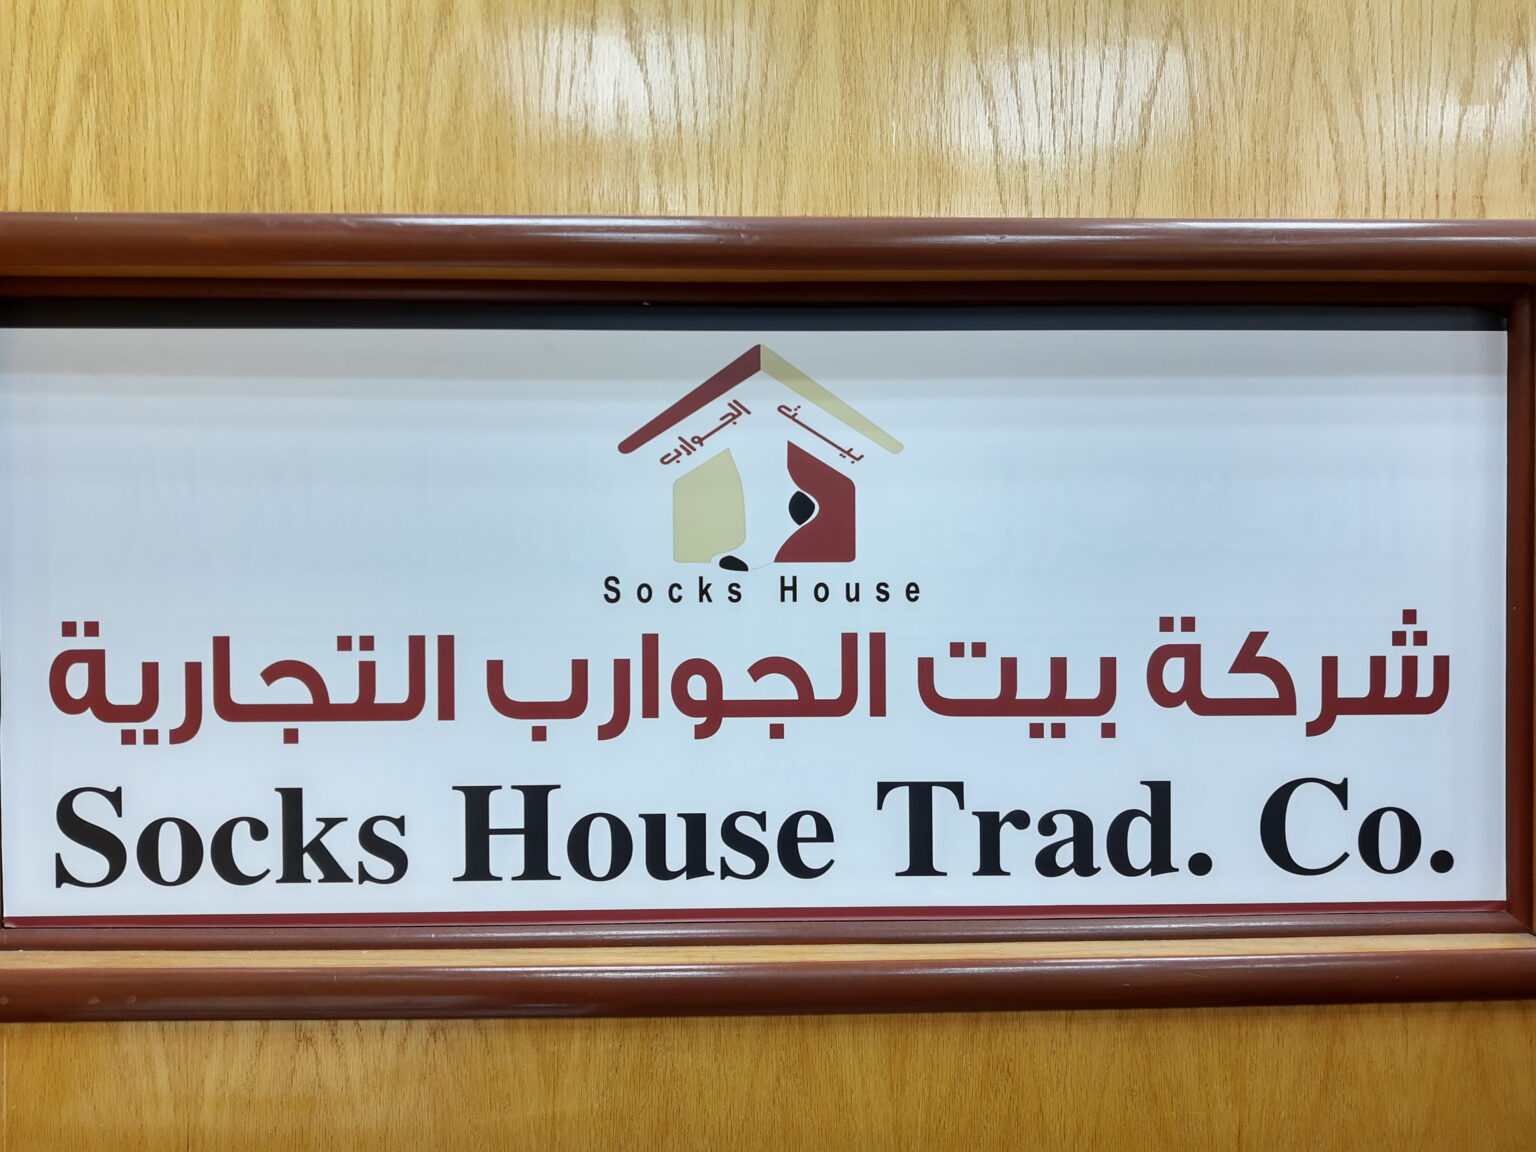 بيت الجوارب
Socks House
شركة بيت الجوارب التجارية
Socks House Trad. Co.